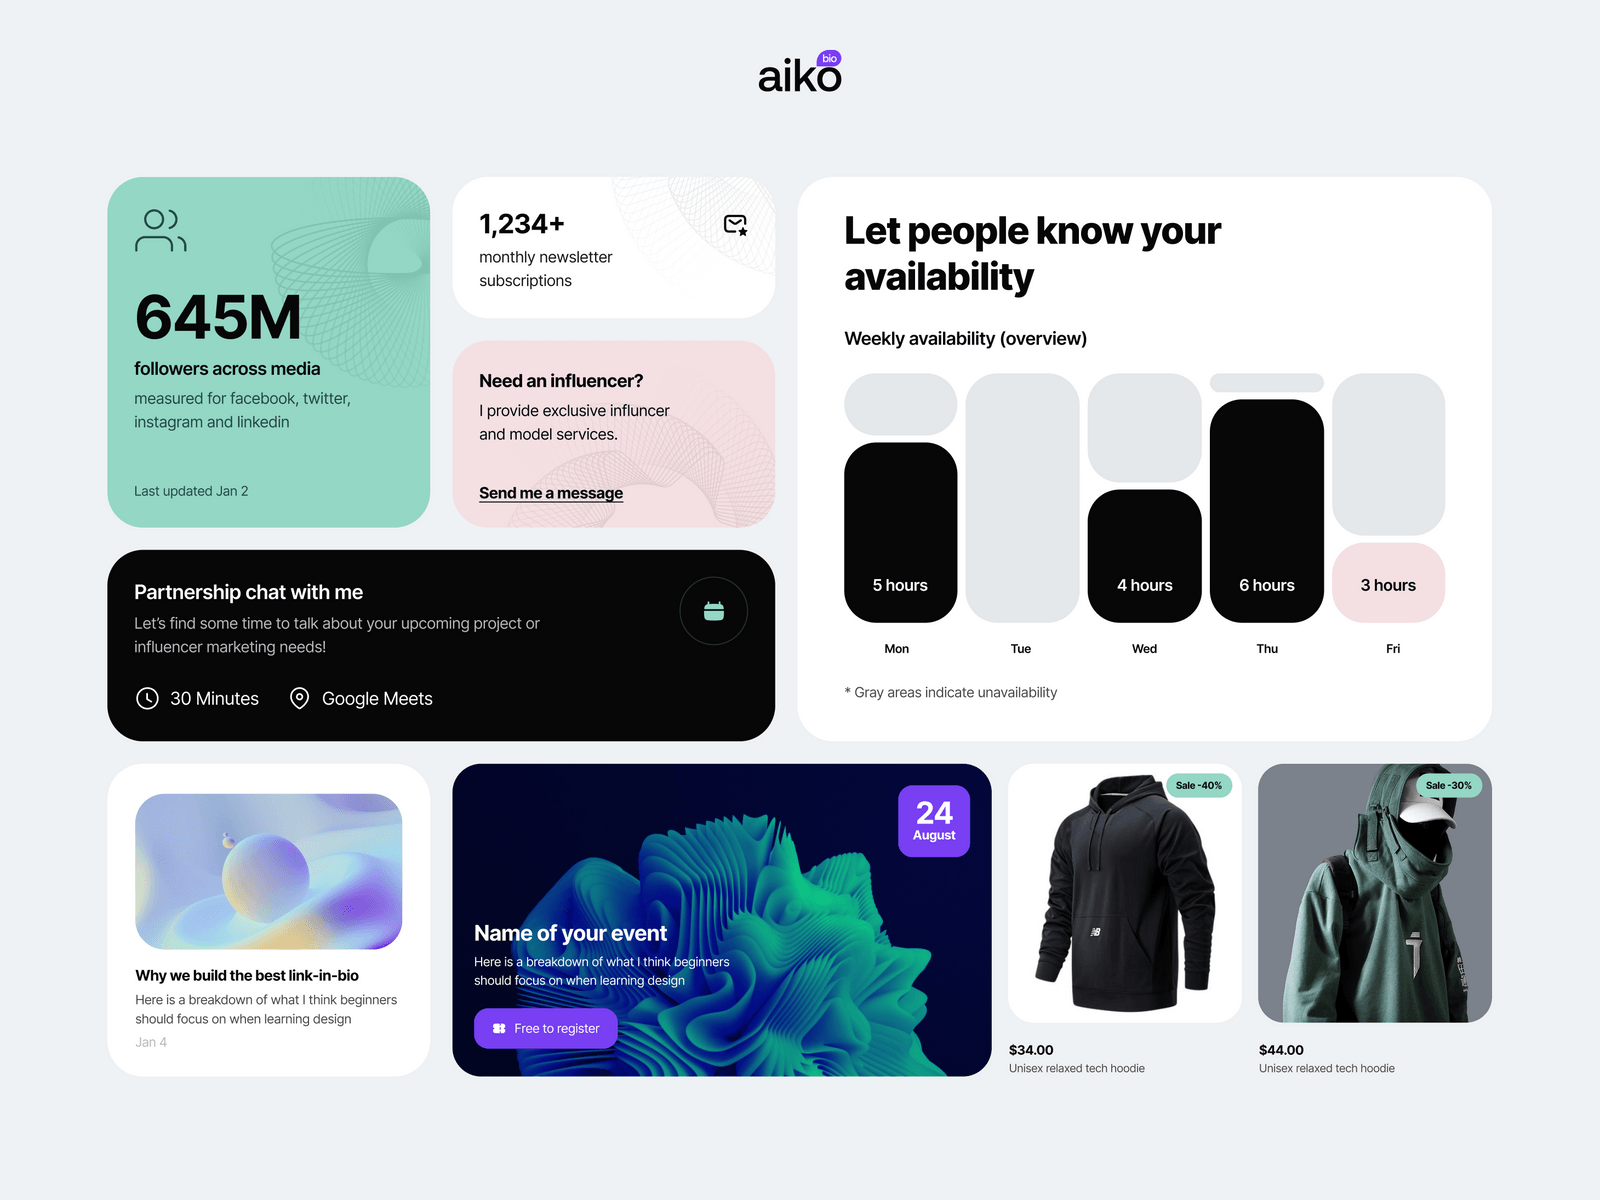 aiko
bio
645M
followers across media
measured for facebook, twitter,
instagram and linkedin
Last updated Jan 2
1,234+
monthly newsletter
subscriptions
Need an influencer?
I provide exclusive influncer
and model services.
Send me a message
Let people know your
availability
Weekly availability (overview)
5 hours
4 hours
6 hours
3 hours
Mon
Tue
Wed
Thu
Fri
* Gray areas indicate unavailability
Partnership chat with me
Let's find some time to talk about your upcoming project or
influencer marketing needs!
30 Minutes
Google Meets
Why we build the best link-in-bio
Here is a breakdown of what I think beginners
should focus on when learning design
Jan 4
24
August
Name of your event
Here is a breakdown of what I think beginners
should focus on when learning design
Free to register
Sale -40%
NB
$34.00
Unisex relaxed tech hoodie
Sale -30%
$44.00
Unisex relaxed tech hoodie